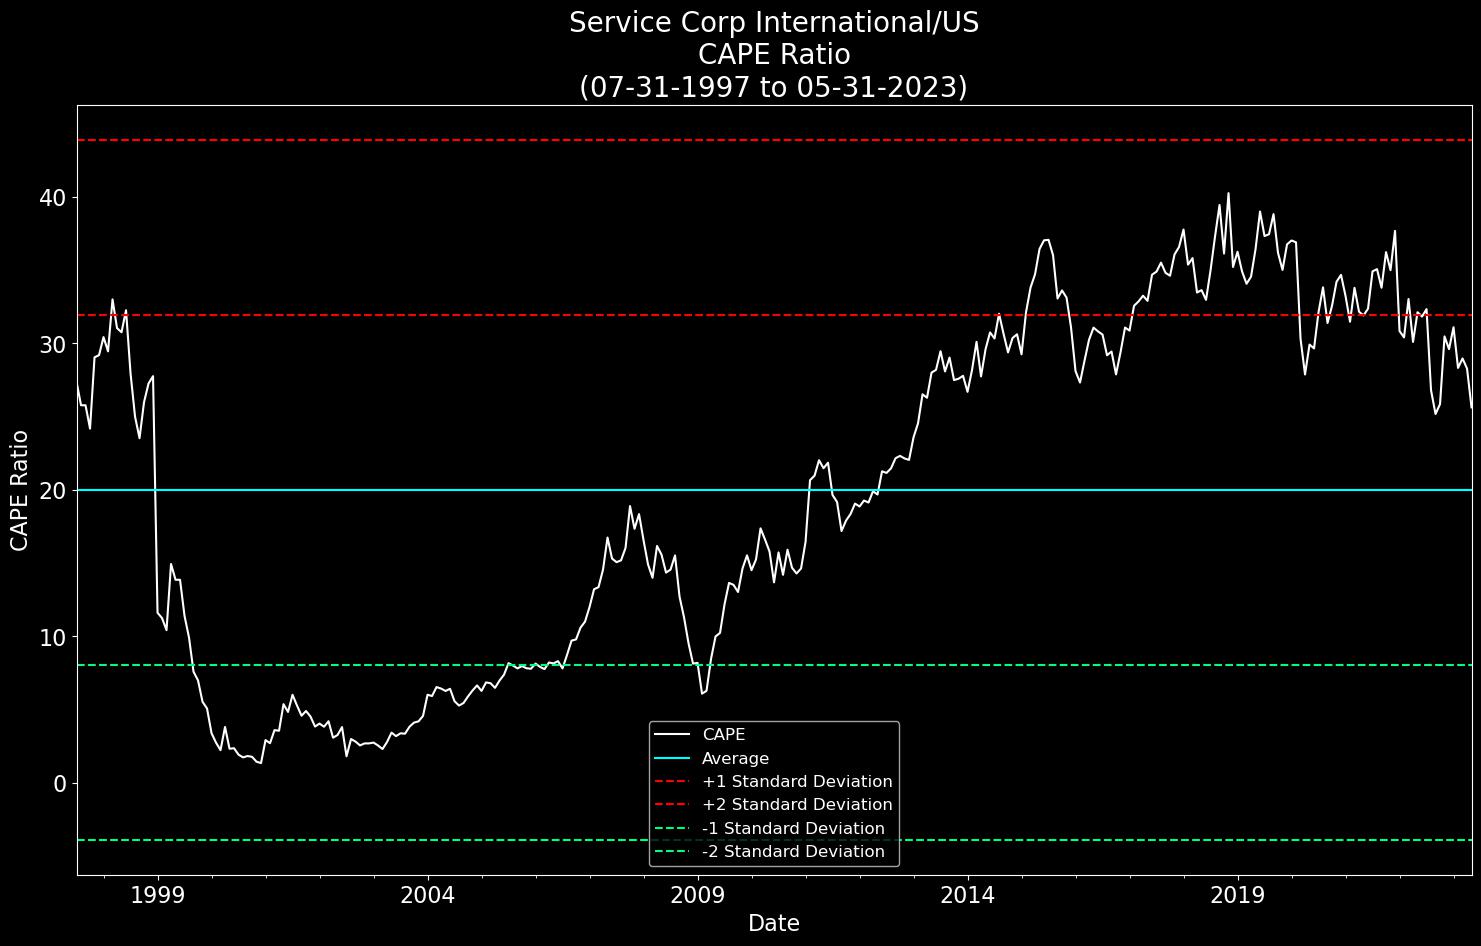 Service Corp International/US
CAPE Ratio
(07-31-1997 to 05-31-2023)
CAPE Ratio
40
30
20
10
0
CAPE
Average
+1 Standard Deviation
+2 Standard Deviation
-1 Standard Deviation
-2 Standard Deviation
1999 2004 2009 2014 2019
Date